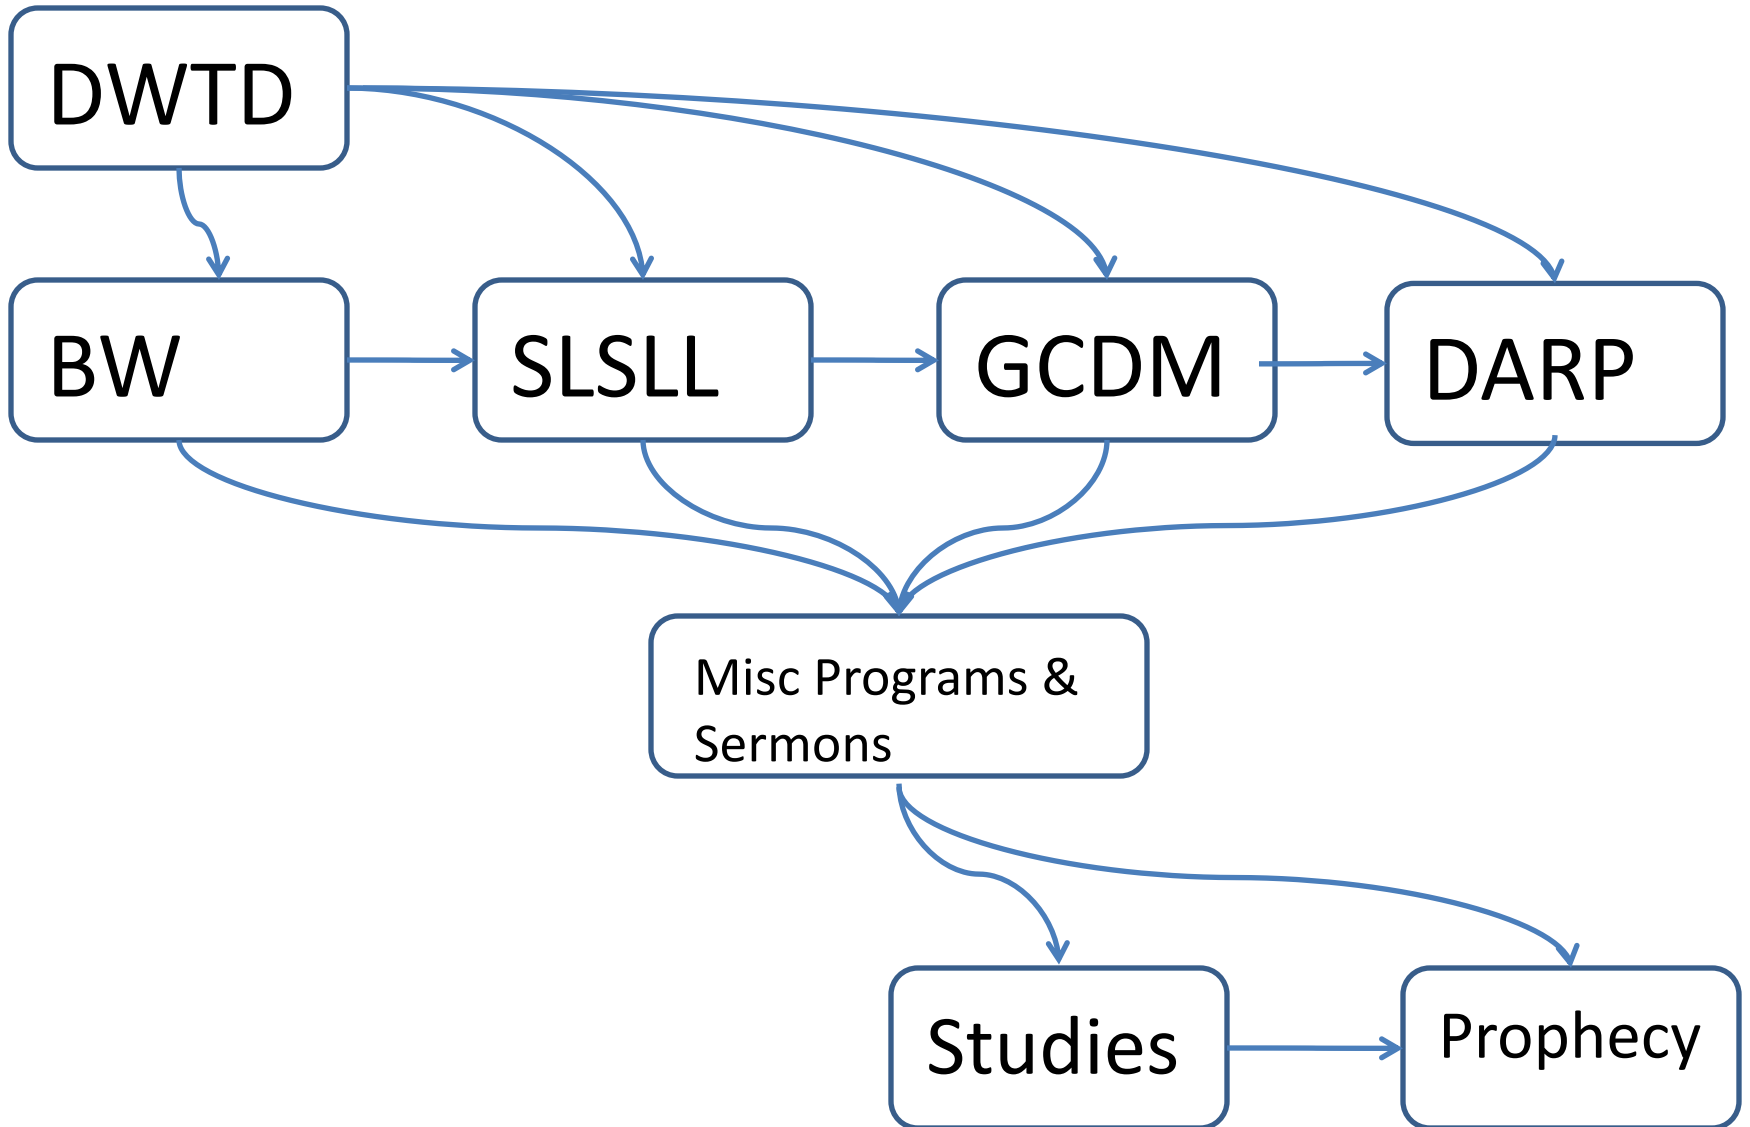 DWTD
BW
SLSLL
GCDM
DARP
Misc Programs &
Sermons
Studies
Prophecy